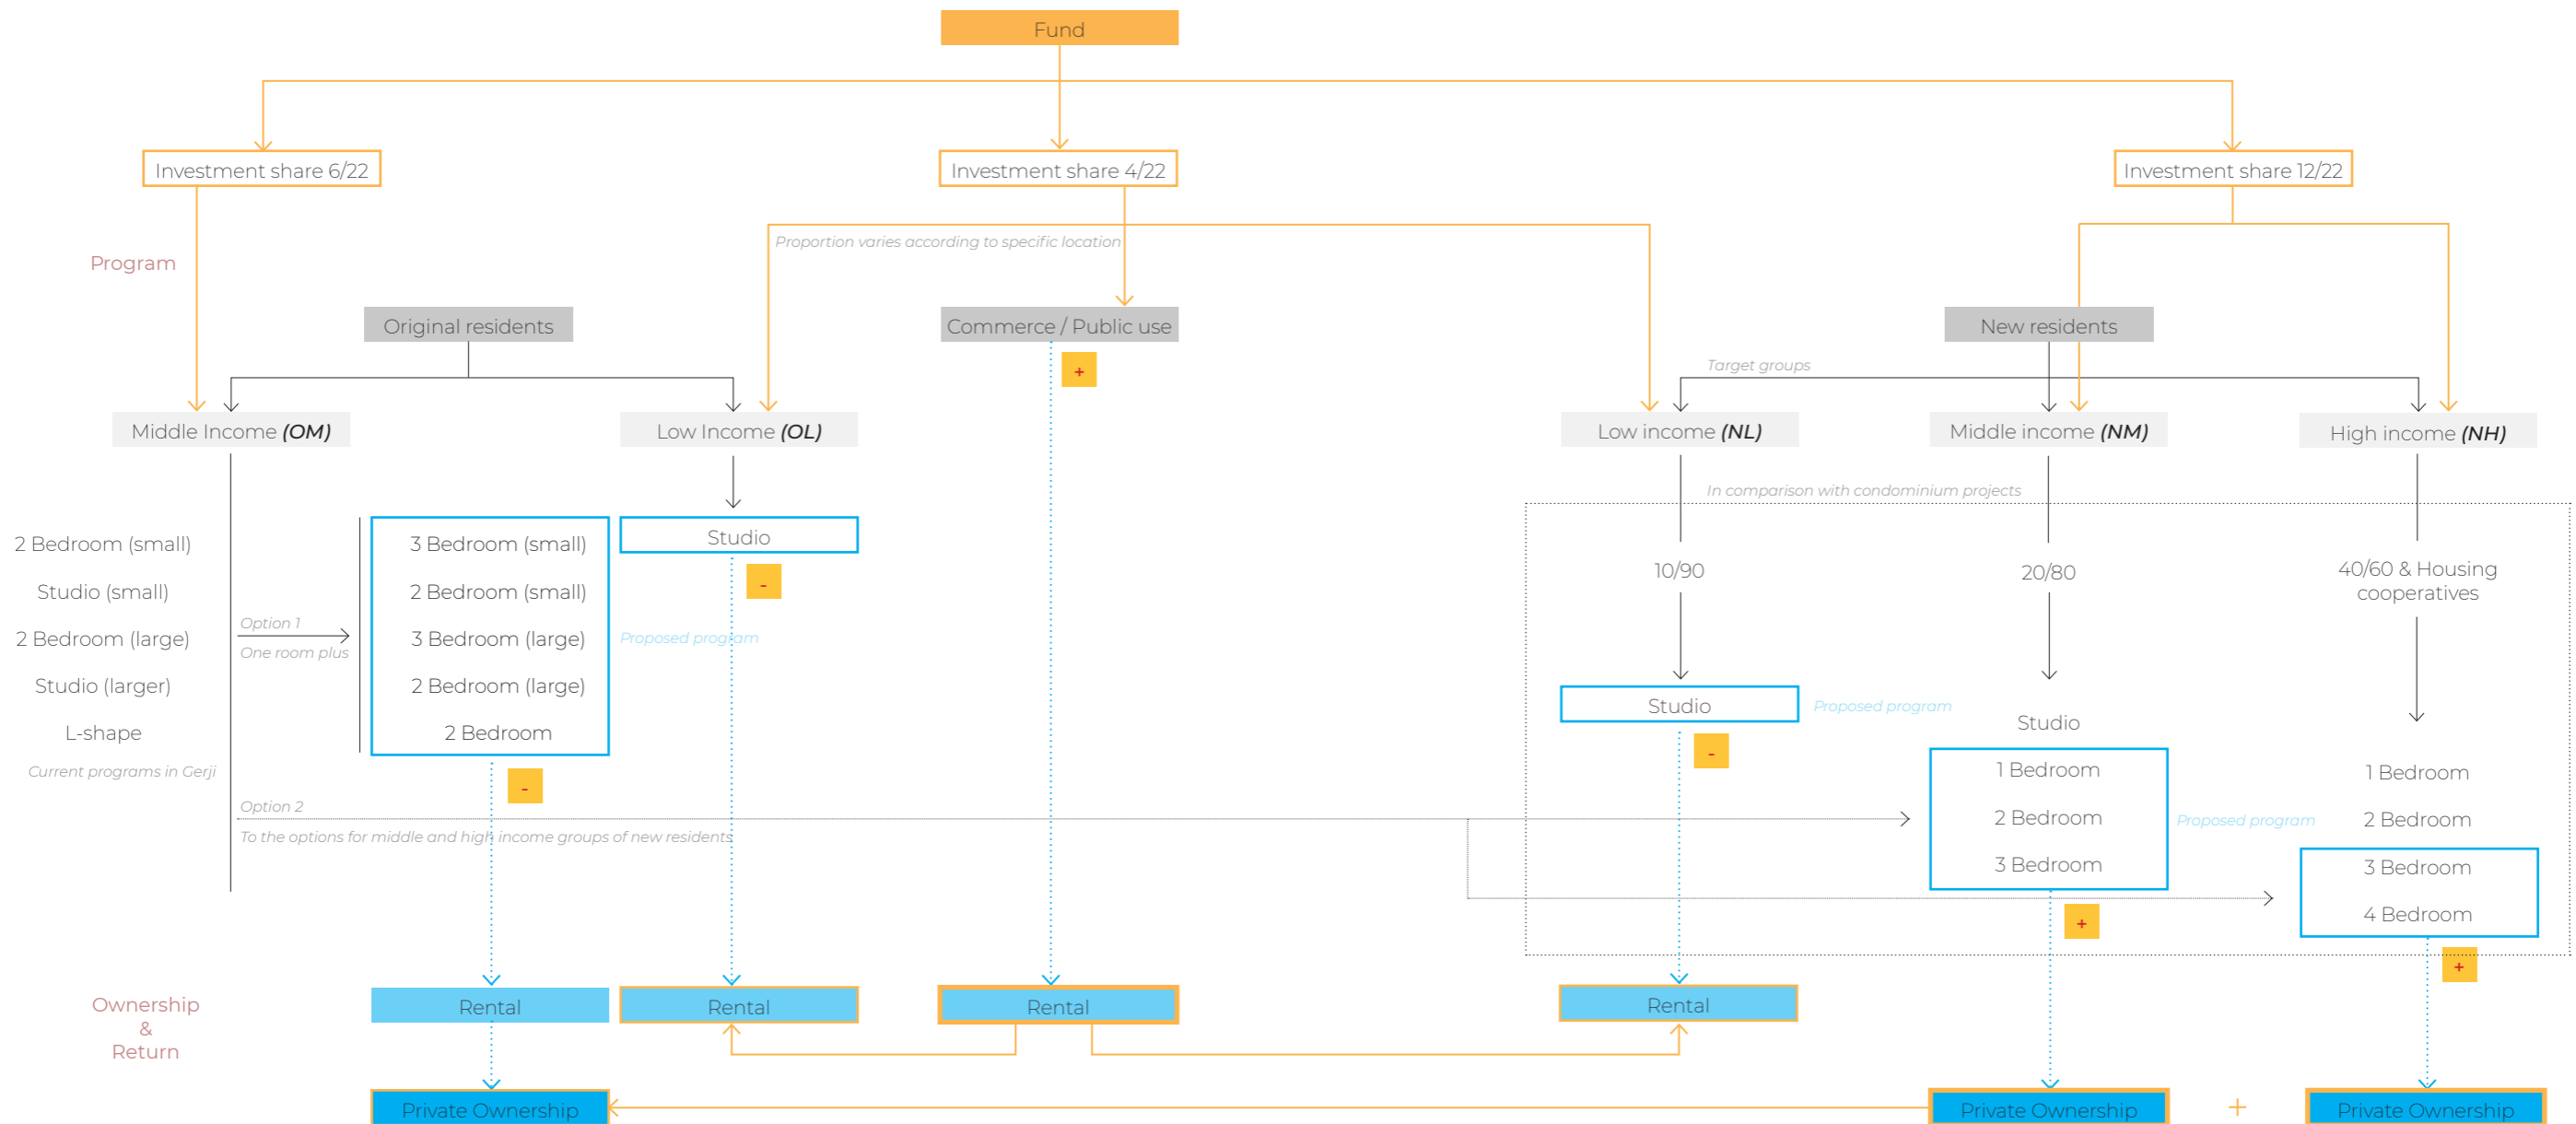 Fund
Investment share 6/22
Investment share 4/22
Investment share 12/22
Proportion varies according to specific location
Program
Original residents
Commerce / Public use
New residents
+
Target groups
Middle Income (OM)
Low Income (OL)
Low income (NL)
Middle income (NM)
High income (NH)
In comparison with condominium projects
2 Bedroom (small)
Studio (small)
2 Bedroom (large)
Studio (larger)
L-shape
Current programs in Gerji
Option 1
One room plus
3 Bedroom (small)
2 Bedroom (small)
3 Bedroom (large)
2 Bedroom (large)
2 Bedroom
-
Studio
-
Proposed program
10/90
20/80
40/60 & Housing
cooperatives
Studio
Proposed program
-
Studio
1 Bedroom
2 Bedroom
3 Bedroom
Proposed program
+
1 Bedroom
2 Bedroom
3 Bedroom
4 Bedroom
+
Option 2
To the options for middle and high income groups of new residents
Ownership
&
Return
Rental
Rental
Rental
Rental
Private Ownership
Private Ownership
+
Private Ownership